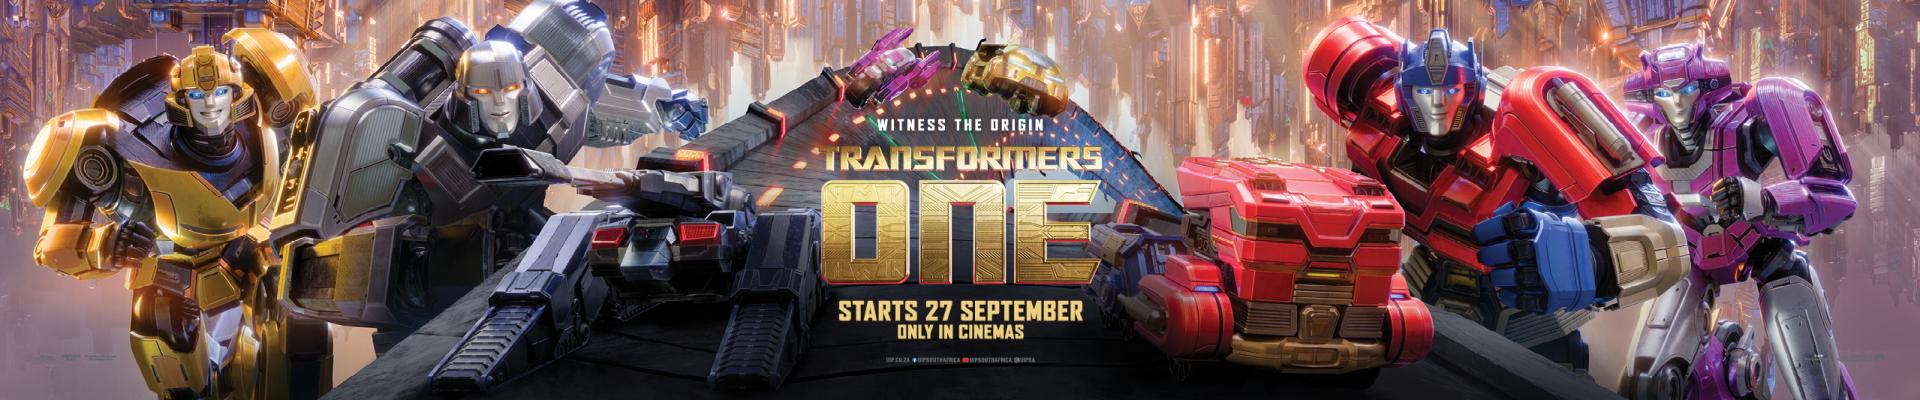 WITNESS THE ORIGIN
TRANSFORMERS
ONE
STARTS 27 SEPTEMBER
ONLY IN CINEMAS
UIP.CO.ZA UIPSOUTHAFRICA UIPSOUTHAFRICA @UIPSA